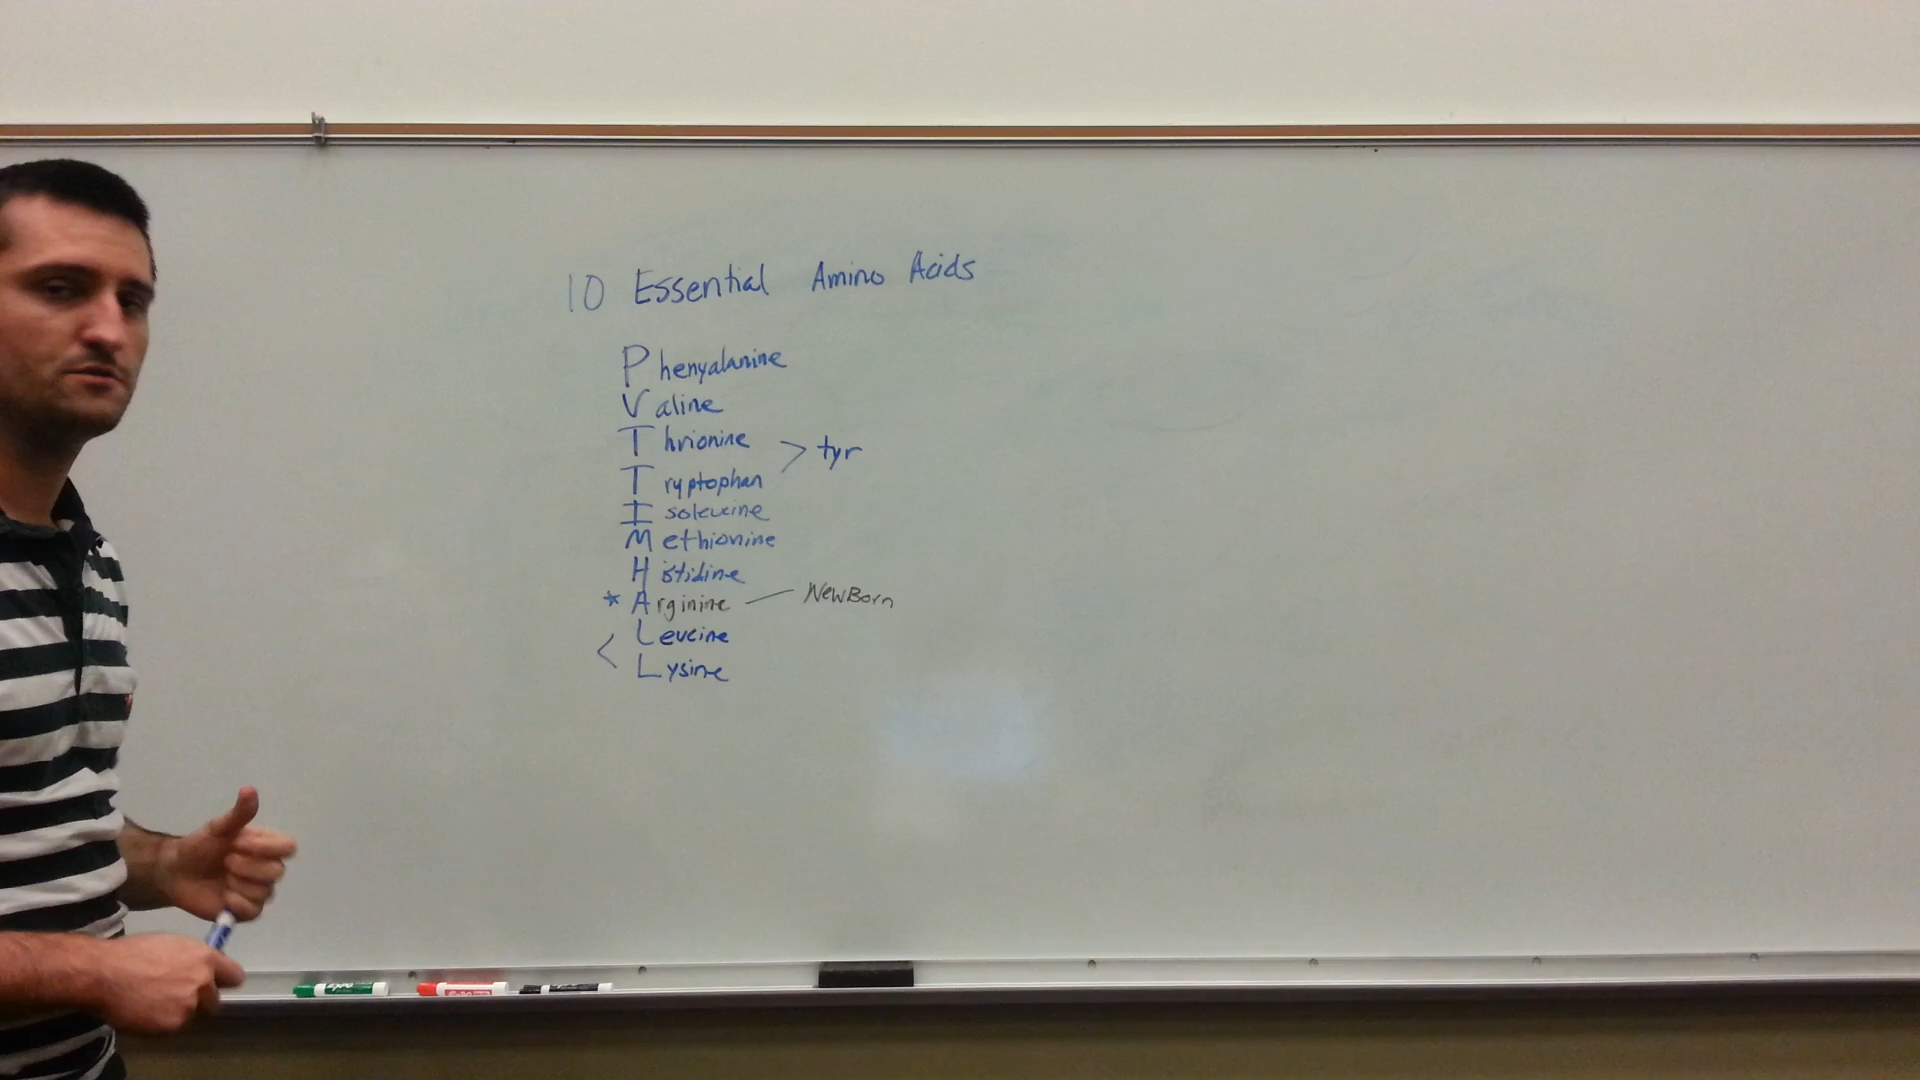 10 Essential Amino Acids
Phenyalanine
Valine
Thrionine > tyr
Tryptophan
Isoleucine
Methionine
Histidine
* Arginine — NewBorn
< Leucine
Lysine